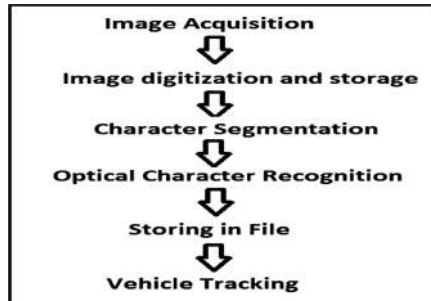 Image Acquisition
Image digitization and storage
Character Segmentation
Optical Character Recognition
Storing in File
Vehicle Tracking